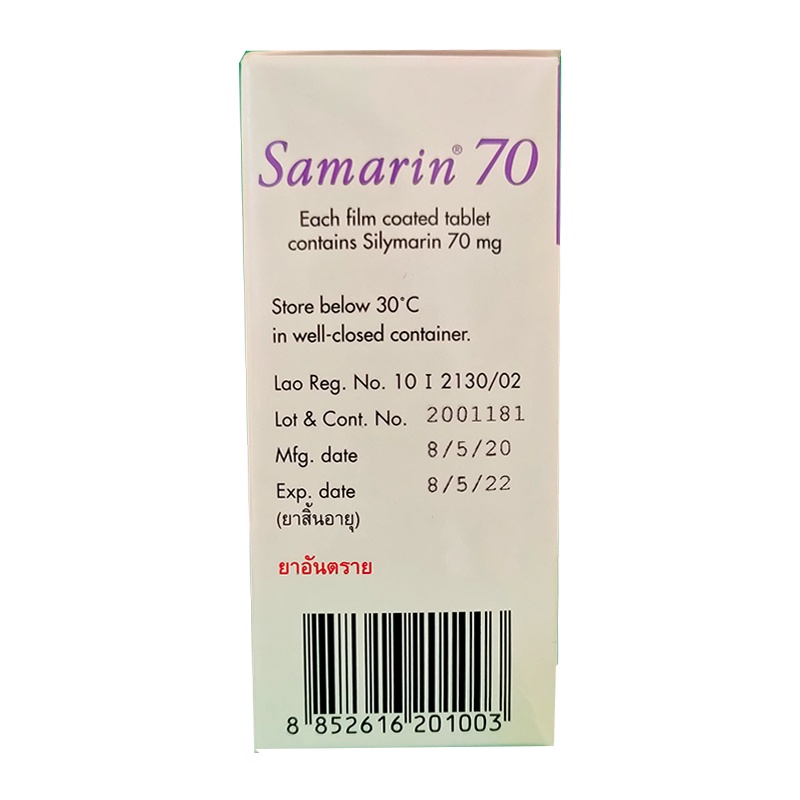 Samarin® 70
Each film coated tablet
contains Silymarin 70 mg
Store below 30°C
in well-closed container.
Lao Reg. No. 10 I 2130/02
Lot & Cont. No. 2001181
Mfg. date 8/5/20
Exp. date 8/5/22
(ยาสิ้นอายุ)
ยาอันตราย
8 852616 201003